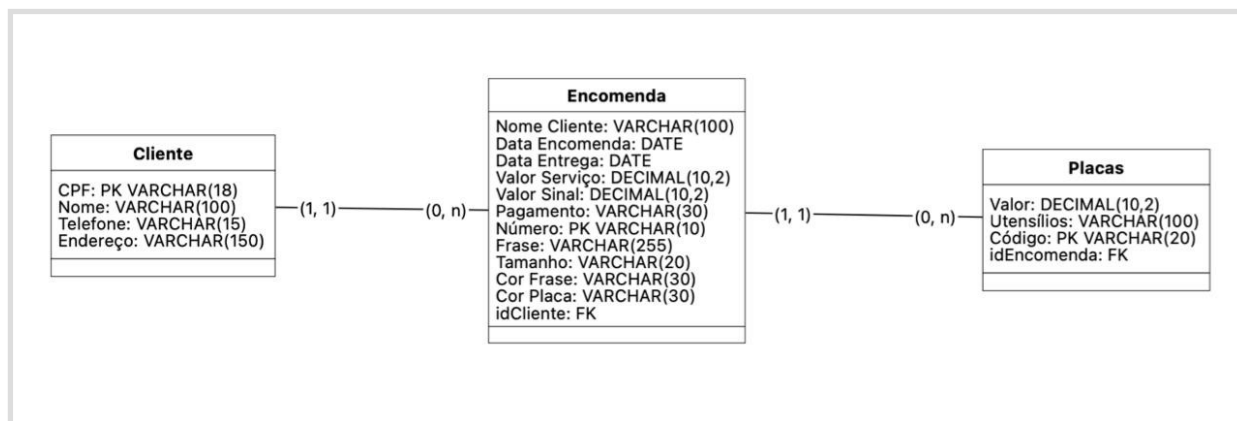 Cliente
CPF: PK VARCHAR(18)
Nome: VARCHAR(100)
Telefone: VARCHAR(15)
Endereço: VARCHAR(150)
(1, 1)
(0, n)
Encomenda
Nome Cliente: VARCHAR(100)
Data Encomenda: DATE
Data Entrega: DATE
Valor Serviço: DECIMAL(10,2)
Valor Sinal: DECIMAL(10,2)
Pagamento: VARCHAR(30)
Número: PK VARCHAR(10)
Frase: VARCHAR(255)
Tamanho: VARCHAR(20)
Cor Frase: VARCHAR(30)
Cor Placa: VARCHAR(30)
idCliente: FK
(1, 1)
(0, n)
Placas
Valor: DECIMAL(10,2)
Utensílios: VARCHAR(100)
Código: PK VARCHAR(20)
idEncomenda: FK